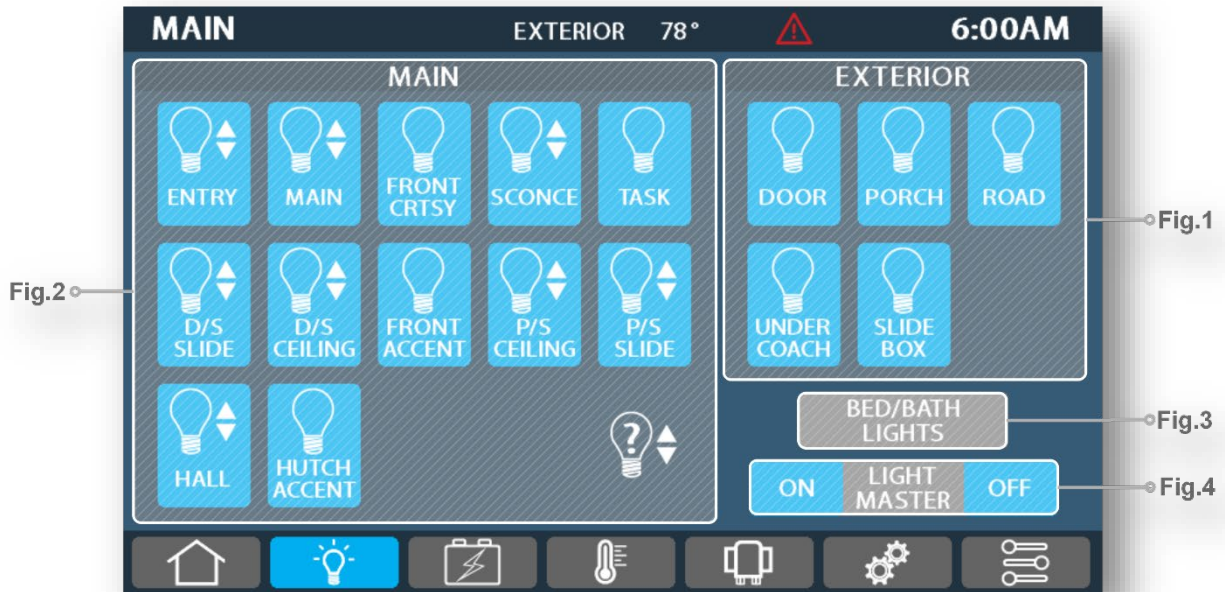 MAIN EXTERIOR 78° 6:00AM
MAIN
ENTRY
MAIN
FRONT
CRTSY
SCONCE
TASK
D/S
SLIDE
D/S
CEILING
FRONT
ACCENT
P/S
CEILING
P/S
SLIDE
HALL
HUTCH
ACCENT
?
EXTERIOR
DOOR
PORCH
ROAD
UNDER
COACH
SLIDE
BOX
BED/BATH
LIGHTS
ON
LIGHT
MASTER
OFF
Fig.1
Fig.2
Fig.3
Fig.4